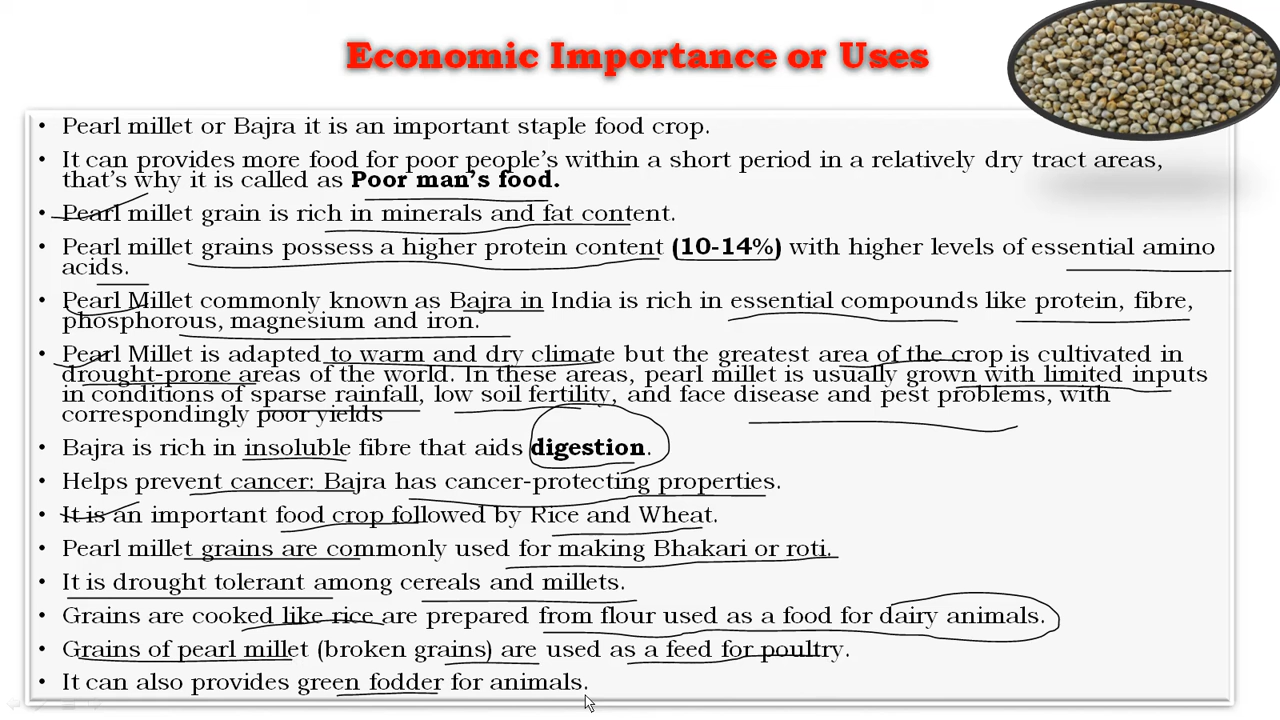 Economic Importance or Uses
• Pearl millet or Bajra it is an important staple food crop.
• It can provides more food for poor people's within a short period in a relatively dry tract areas,
that's why it is called as Poor man's food.
• Pearl millet grain is rich in minerals and fat content.
• Pearl millet grains possess a higher protein content (10-14%) with higher levels of essential amino
acids.
• Pearl Millet commonly known as Bajra in India is rich in essential compounds like protein, fibre,
phosphorous, magnesium and iron.
• Pearl Millet is adapted to warm and dry climate but the greatest area of the crop is cultivated in
drought-prone areas of the world. In these areas, pearl millet is usually grown with limited inputs
in conditions of sparse rainfall, low soil fertility, and face disease and pest problems, with
correspondingly poor yields
• Bajra is rich in insoluble fibre that aids digestion.
• Helps prevent cancer: Bajra has cancer-protecting properties.
• It is an important food crop followed by Rice and Wheat.
• Pearl millet grains are commonly used for making Bhakari or roti.
• It is drought tolerant among cereals and millets.
• Grains are cooked like rice are prepared from flour used as a food for dairy animals.
• Grains of pearl millet (broken grains) are used as a feed for poultry.
• It can also provides green fodder for animals.